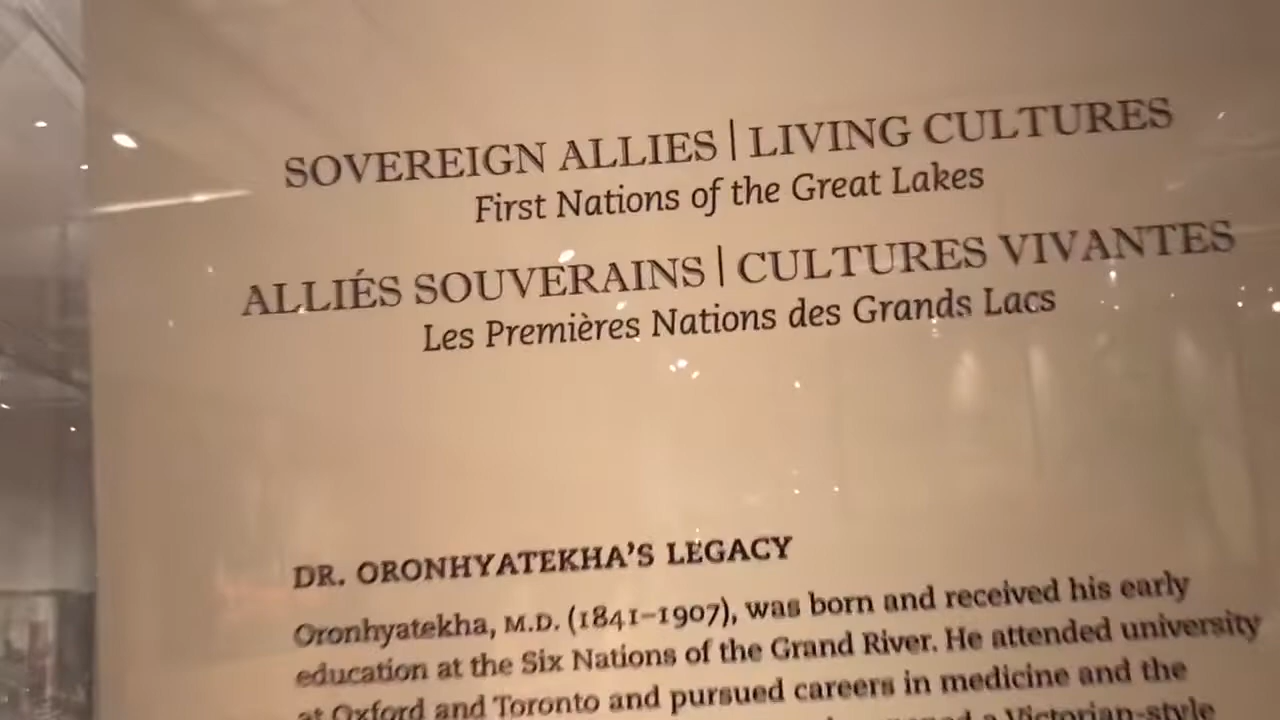 SOVEREIGN ALLIES | LIVING CULTURES
First Nations of the Great Lakes
ALLIÉS SOUVERAINS | CULTURES VIVANTES
Les Premières Nations des Grands Lacs
DR. ORONHYATEKHA'S LEGACY
Oronhyatekha, M.D. (1841–1907), was born and received his early
education at the Six Nations of the Grand River. He attended university
at Oxford and Toronto and pursued careers in medicine and the
a Victorian-style